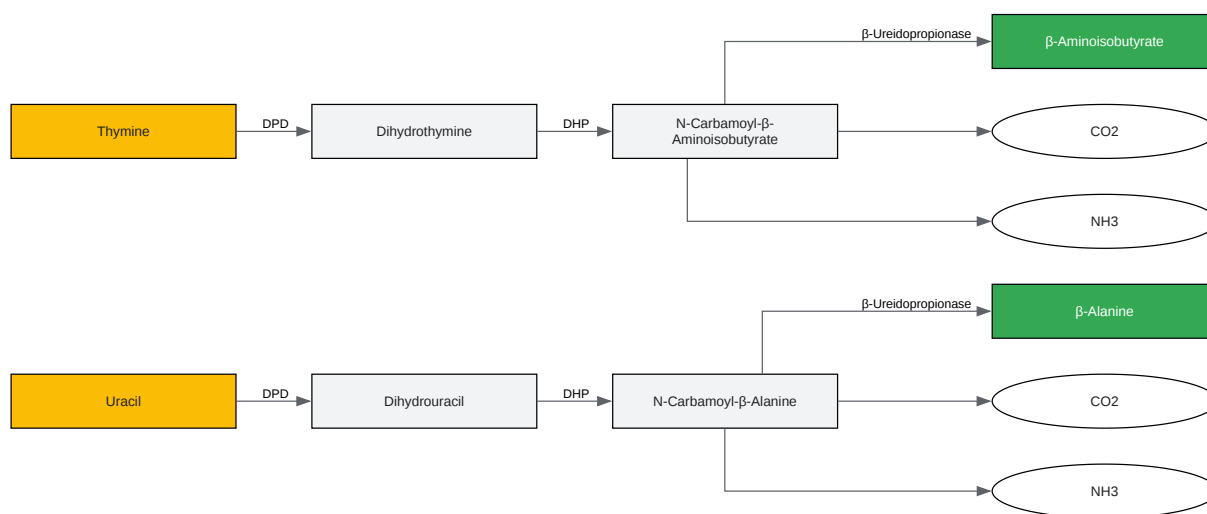 β-Ureidopropionase
β-Aminoisobutyrate
Thymine
DPD
Dihydrothymine
DHP
N-Carbamoyl-β-
Aminoisobutyrate
CO2
NH3
β-Ureidopropionase
β-Alanine
Uracil
DPD
Dihydrouracil
DHP
N-Carbamoyl-β-Alanine
CO2
NH3